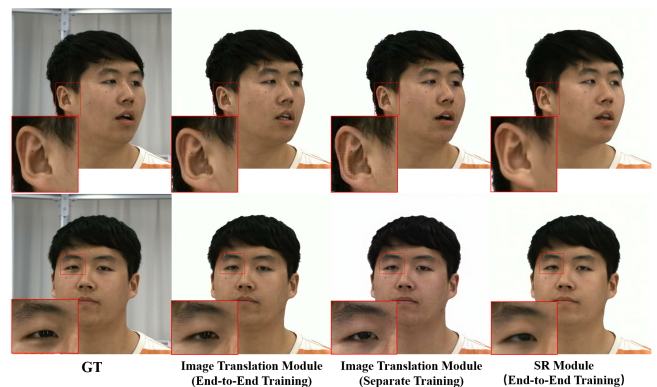 GT
Image Translation Module
(End-to-End Training)
Image Translation Module
(Separate Training)
SR Module
(End-to-End Training)